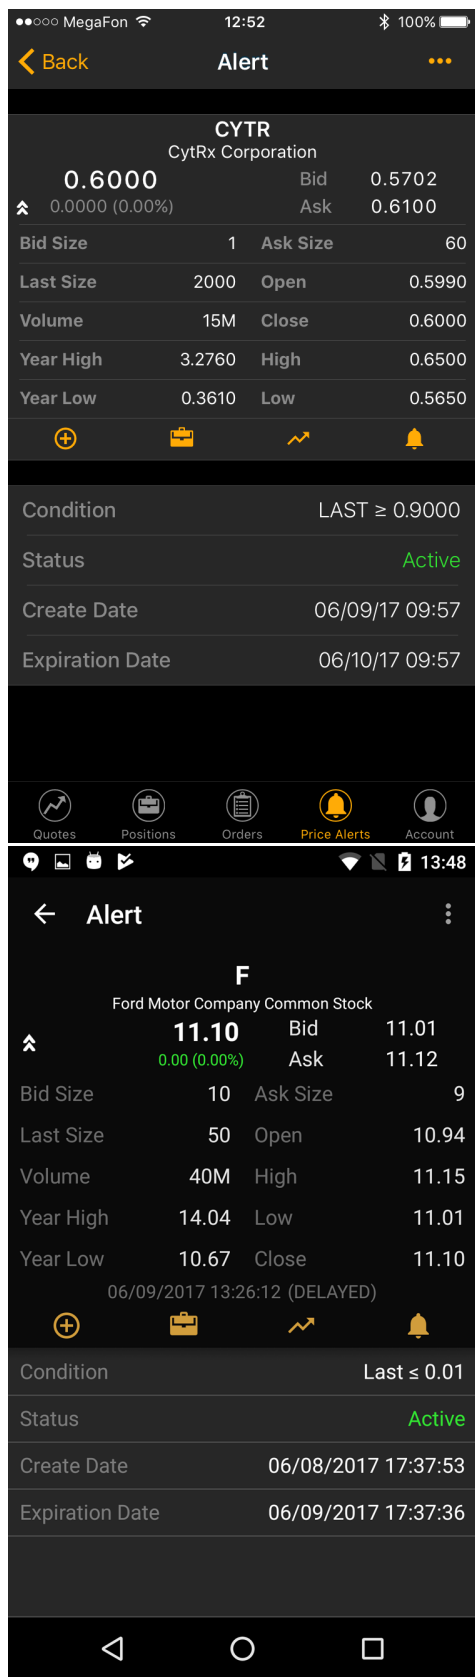 MegaFon 12:52 100%
Back Alert
CYTR
CytRx Corporation
0.6000 Bid 0.5702
0.0000 (0.00%) Ask 0.6100
Bid Size 1 Ask Size 60
Last Size 2000 Open 0.5990
Volume 15M Close 0.6000
Year High 3.2760 High 0.6500
Year Low 0.3610 Low 0.5650
Condition LAST ≥ 0.9000
Status Active
Create Date 06/09/17 09:57
Expiration Date 06/10/17 09:57
Quotes Positions Orders Price Alerts Account
13:48
Alert
F
Ford Motor Company Common Stock
11.10 Bid 11.01
0.00 (0.00%) Ask 11.12
Bid Size 10 Ask Size 9
Last Size 50 Open 10.94
Volume 40M High 11.15
Year High 14.04 Low 11.01
Year Low 10.67 Close 11.10
06/09/2017 13:26:12 (DELAYED)
Condition Last ≤ 0.01
Status Active
Create Date 06/08/2017 17:37:53
Expiration Date 06/09/2017 17:37:36